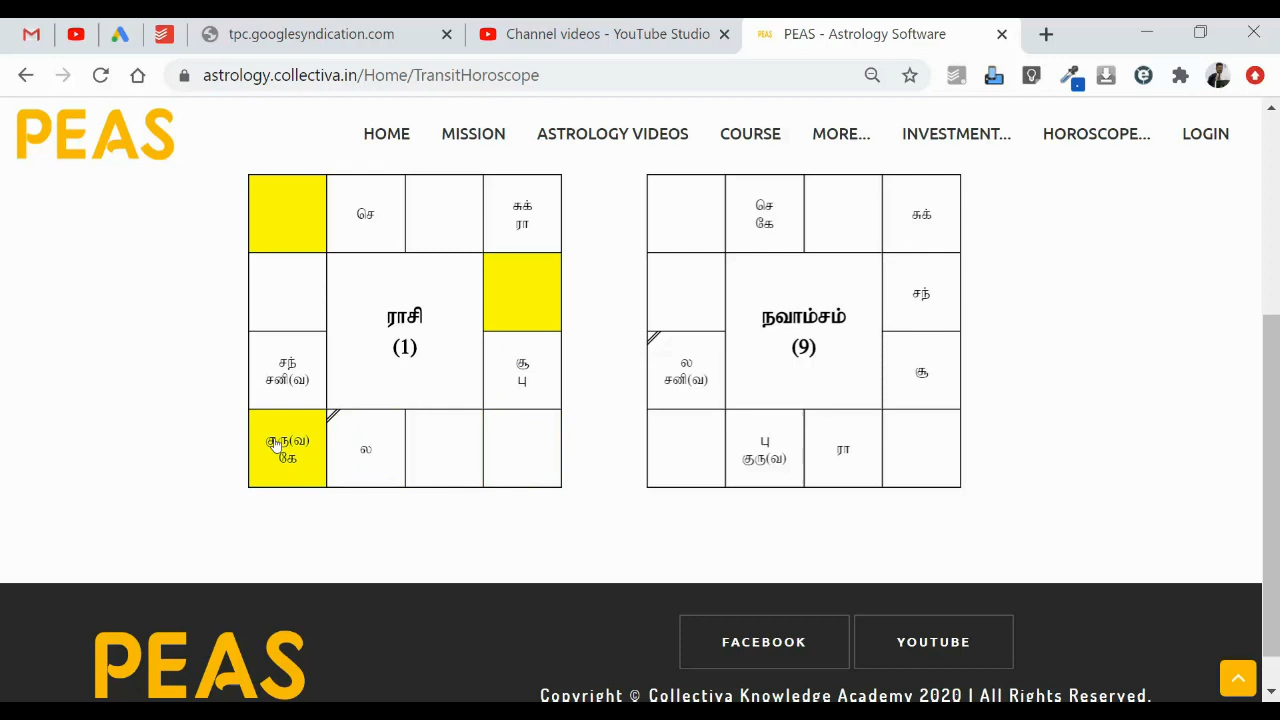 tpc.googlesyndication.com
Channel videos - YouTube Studio
PEAS
PEAS - Astrology Software
astrology.collectiva.in/Home/TransitHoroscope
PEAS
HOME
MISSION
ASTROLOGY VIDEOS
COURSE
MORE...
INVESTMENT...
HOROSCOPE...
LOGIN
செ
சுக்
ரா
ராசி
(1)
சந்
சனி(வ)
சூ
பு
குரு(வ)
கே
ல
செ
கே
சுக்
சந்
நவாம்சம்
(9)
ல
சனி(வ)
சூ
பு
குரு(வ)
ரா
PEAS
FACEBOOK
YOUTUBE
Copyright © Collectiva Knowledge Academy 2020 | All Rights Reserved.